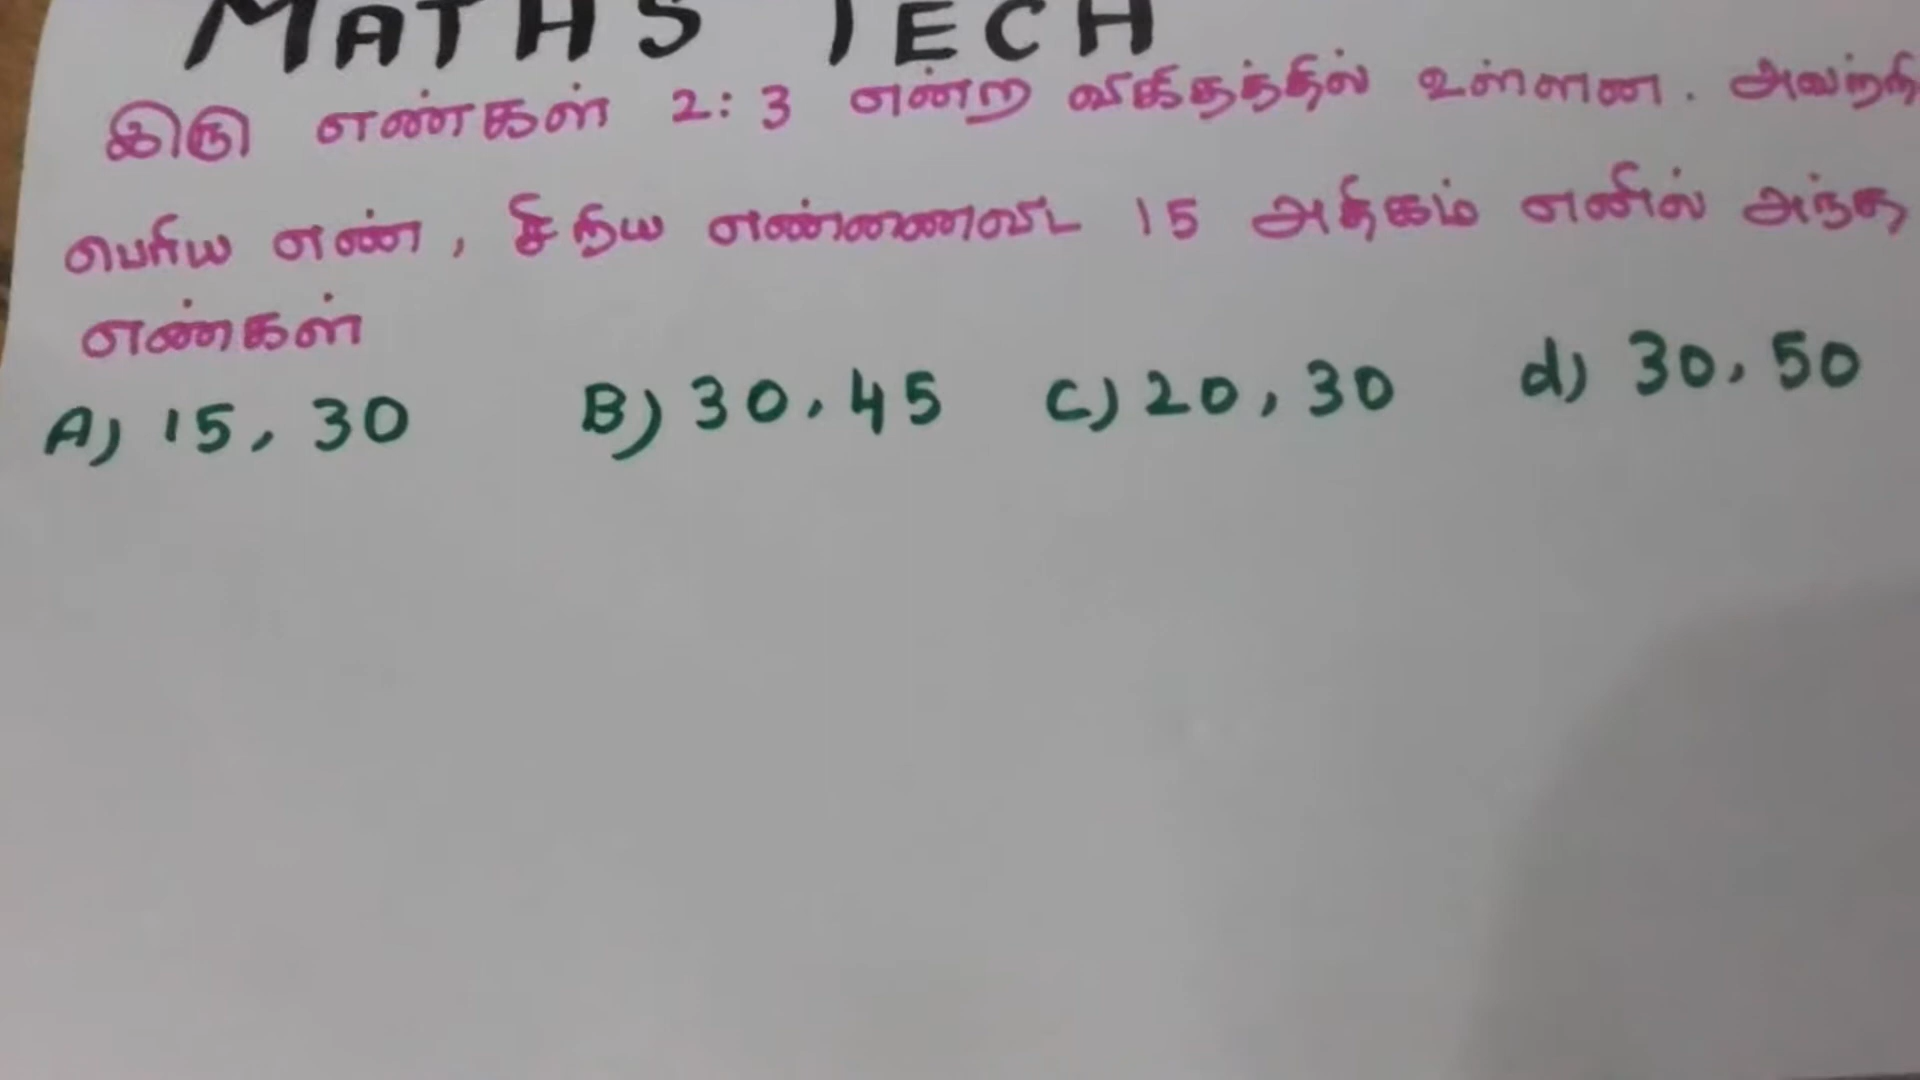 MATHS TECH
இரு எண்கள் 2:3 என்ற விகிதத்தில் உள்ளன. அவற்றி
பெரிய எண், சிறிய எண்ணைவிட 15 அதிகம் எனில் அந்த
எண்கள்
A) 15, 30 B) 30, 45 C) 20, 30 d) 30, 50